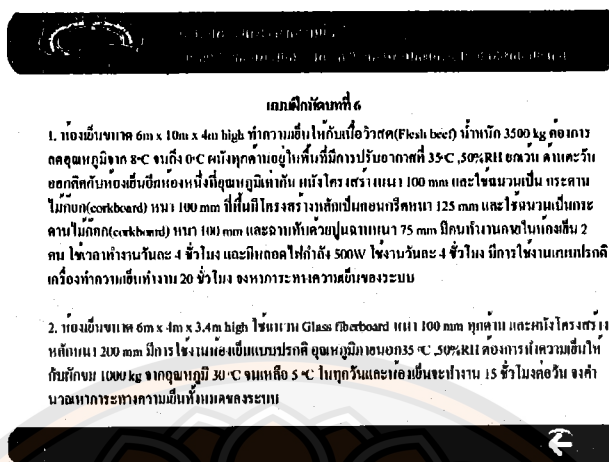 แบบฝึกหัดบทที่ 6
1. ห้องเย็นขนาด 6m x 10m x 4m high ทำความเย็นให้กับเนื้อวัวสด(Flesh beef) น้ำหนัก 3500 kg ต้องการ
ลดอุณหภูมิจาก 8°C จนถึง 0°C ผนังทุกด้านอยู่ในพื้นที่มีการปรับอากาศที่ 35°C ,50%RH ยกเว้น ด้านตะวัน
ออกติดกับห้องเย็นอีกห้องหนึ่งที่อุณหภูมิเท่ากัน ผนังโครงสร้างหนา 100 mm และใช้ฉนวนเป็น กระดาน
ไม้ก๊อก(corkboard) หนา 100 mm ที่พื้นมีโครงสร้างหลักเป็นคอนกรีตหนา 125 mm และใช้ฉนวนเป็นกระ
ดานไม้ก๊อก(corkboard) หนา 100 mm และฉาบทับด้วยปูนฉาบหนา 75 mm มีคนทำงานภายในห้องเย็น 2
คน ใช้เวลาทำงานวันละ 4 ชั่วโมง และมีหลอดไฟกำลัง 500W ใช้งานวันละ 4 ชั่วโมง มีการใช้งานแบบปรกติ
เครื่องทำความเย็นทำงาน 20 ชั่วโมง จงหาภาระทางความเย็นของระบบ
2. ห้องเย็นขนาด 6m x 4m x 3.4m high ใช้ฉนวน Glass fiberboard หนา 100 mm ทุกด้าน และผนังโครงสร้าง
หลักหนา 200 mm มีการใช้งานห้องเย็นแบบปรกติ อุณหภูมิภายนอก35 °C ,50%RH ต้องการทำความเย็นให้
กับผักขม 1000 kg จากอุณหภูมิ 30 °C จนเหลือ 5 °C ในทุกวันและห้องเย็นจะทำงาน 15 ชั่วโมงต่อวัน จงคำ
นวณหาภาระทางความเย็นทั้งหมดของระบบ